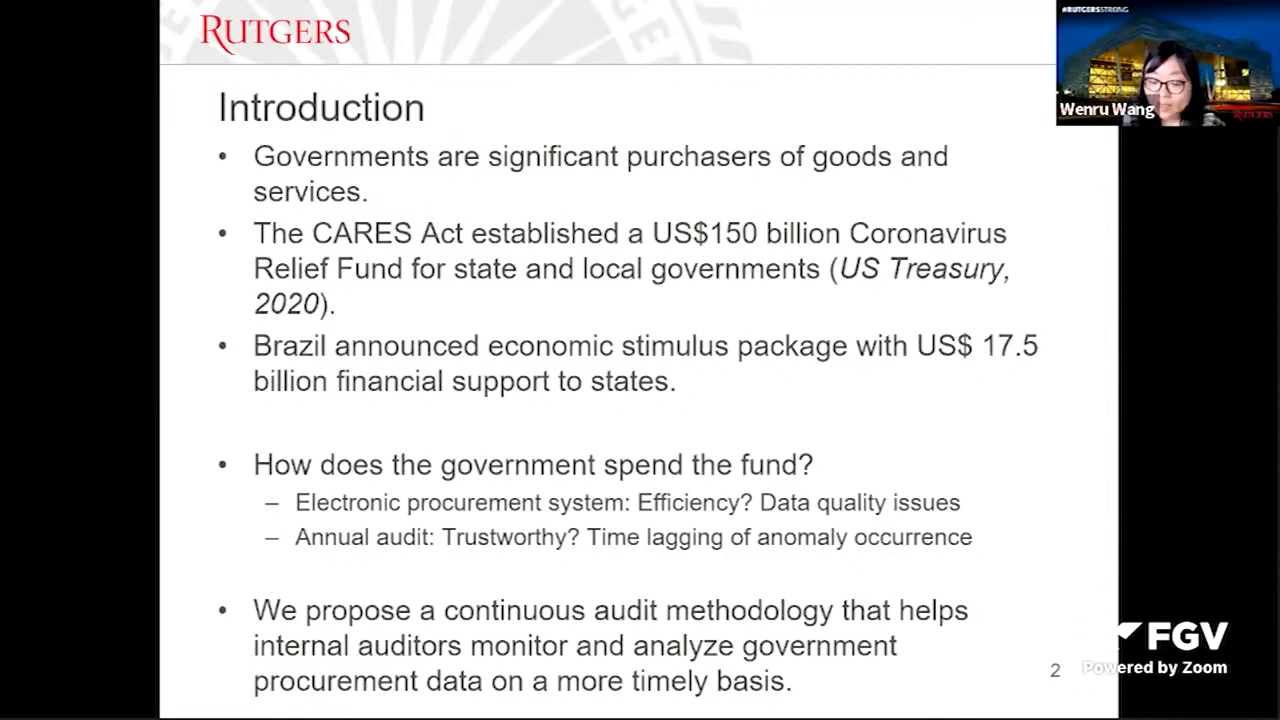 RUTGERS
#RUTGERSSTRONG
Wenru Wang
RUTGERS
Introduction
• Governments are significant purchasers of goods and
services.
• The CARES Act established a US$150 billion Coronavirus
Relief Fund for state and local governments (US Treasury,
2020).
• Brazil announced economic stimulus package with US$ 17.5
billion financial support to states.
• How does the government spend the fund?
– Electronic procurement system: Efficiency? Data quality issues
– Annual audit: Trustworthy? Time lagging of anomaly occurrence
• We propose a continuous audit methodology that helps
internal auditors monitor and analyze government
procurement data on a more timely basis.
2
FGV
Powered by Zoom